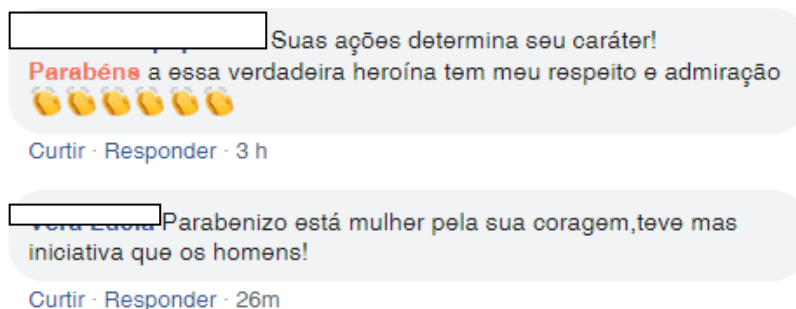 Suas ações determina seu caráter!
Parabéns a essa verdadeira heroína tem meu respeito e admiração
👏👏👏👏👏👏
Curtir · Responder · 3 h
Parabenizo está mulher pela sua coragem,teve mas
iniciativa que os homens!
Curtir · Responder · 26m